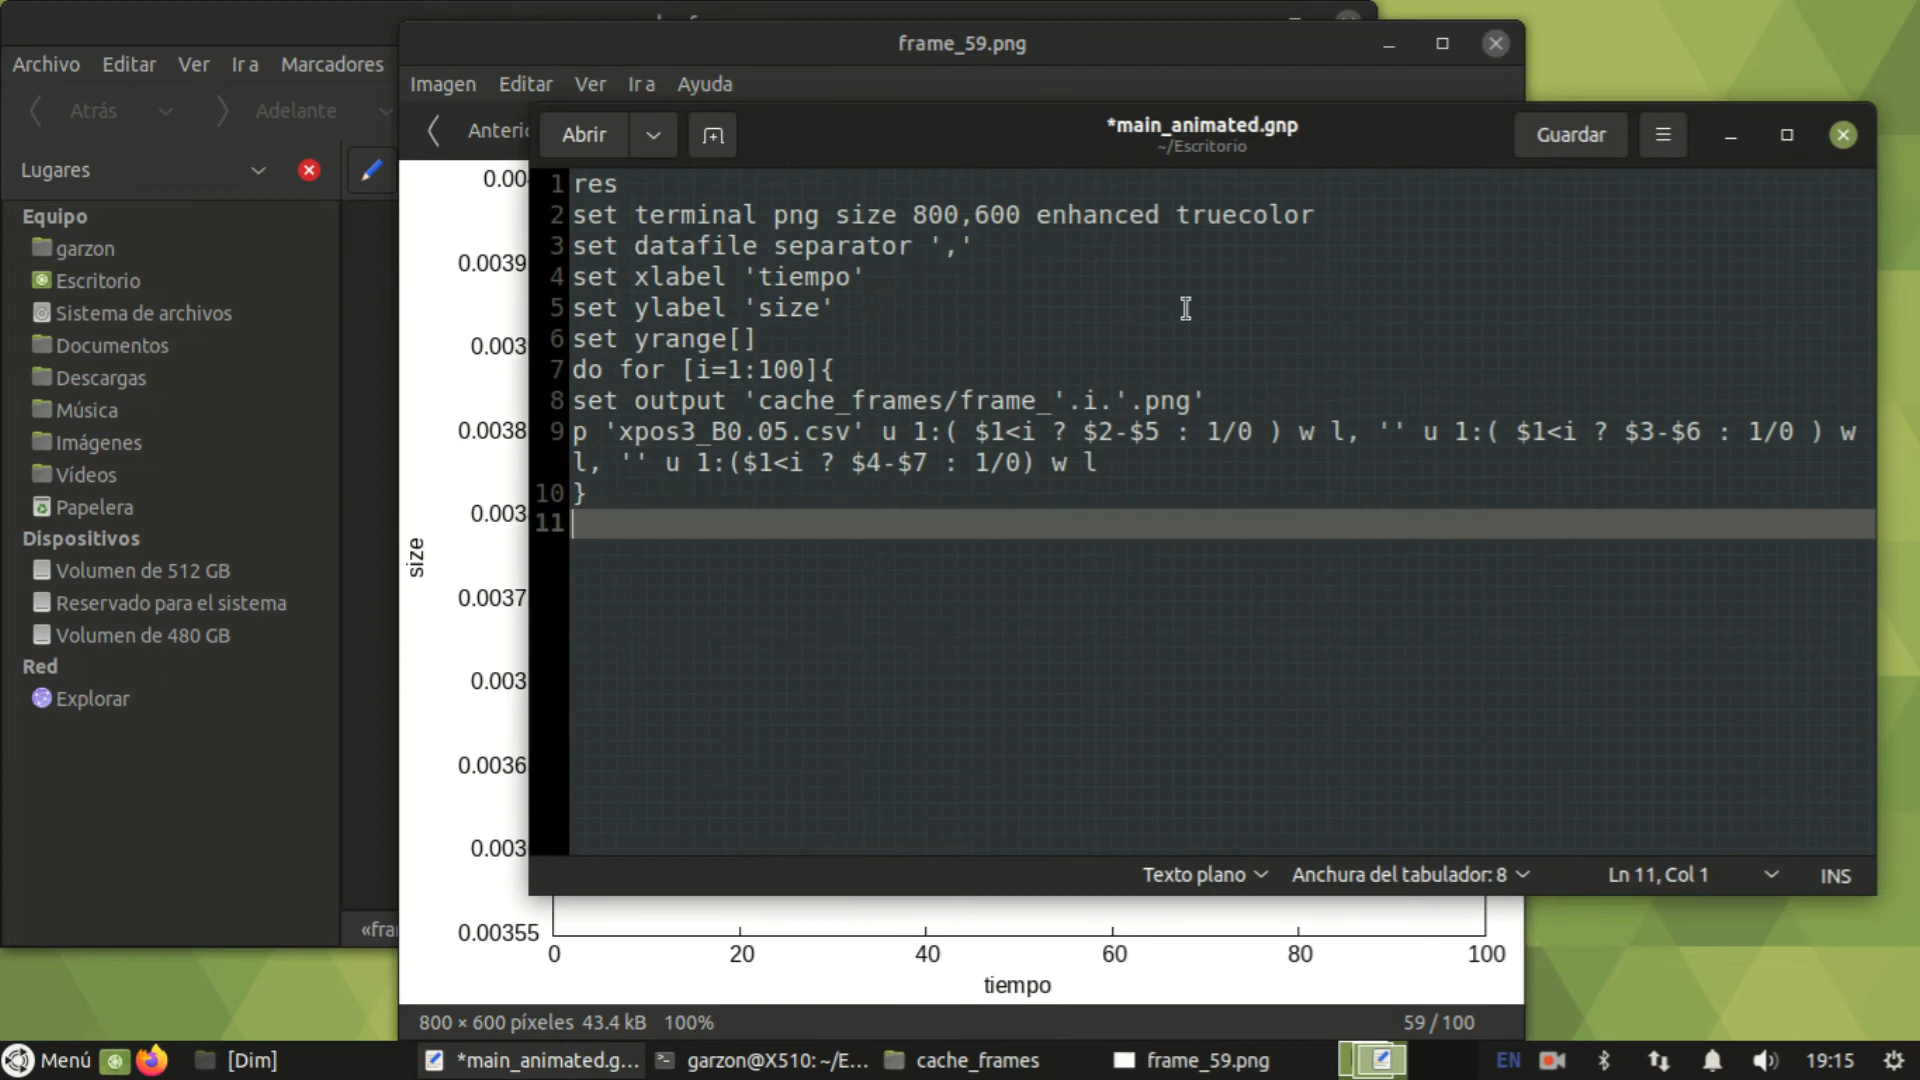 frame_59.png
Archivo Editar Ver Ir a Marcadores
Imagen Editar Ver Ir a Ayuda
Atrás Adelante
Lugares
Equipo
garzon
Escritorio
Sistema de archivos
Documentos
Descargas
Música
Imágenes
Vídeos
Papelera
Dispositivos
Volumen de 512 GB
Reservado para el sistema
Volumen de 480 GB
Red
Explorar
Abrir
*main_animated.gnp
~/Escritorio
Guardar
1 res
2 set terminal png size 800,600 enhanced truecolor
3 set datafile separator ','
4 set xlabel 'tiempo'
5 set ylabel 'size'
6 set yrange[]
7 do for [i=1:100]{
8 set output 'cache_frames/frame_'.i.'.png'
9 p 'xpos3_B0.05.csv' u 1:( $1<i ? $2-$5 : 1/0 ) w l, '' u 1:( $1<i ? $3-$6 : 1/0 ) w
l, '' u 1:($1<i ? $4-$7 : 1/0) w l
10 }
11
Texto plano Anchura del tabulador: 8 Ln 11, Col 1 INS
0.0039
0.0038
size
0.0037
0.0036
0.00355
0 20 40 60 80 100
tiempo
800 × 600 píxeles 43.4 kB 100% 59 / 100
Menú [Dim] *main_animated.g... garzon@X510: ~/E... cache_frames frame_59.png EN 19:15